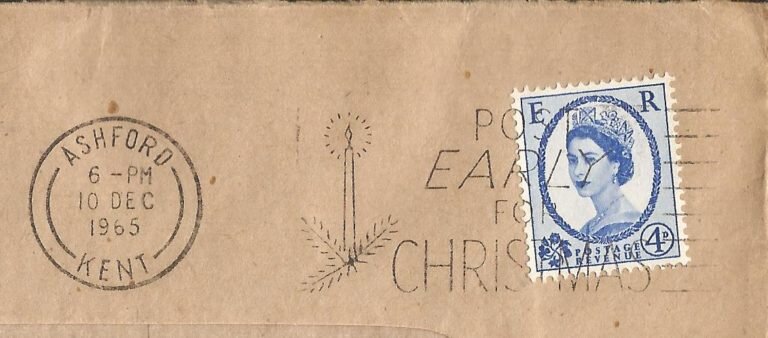 ASHFORD
6-PM
10 DEC
1965
KENT
POST
EARLY
FOR
CHRISTMAS
E R
POSTAGE
REVENUE
4D